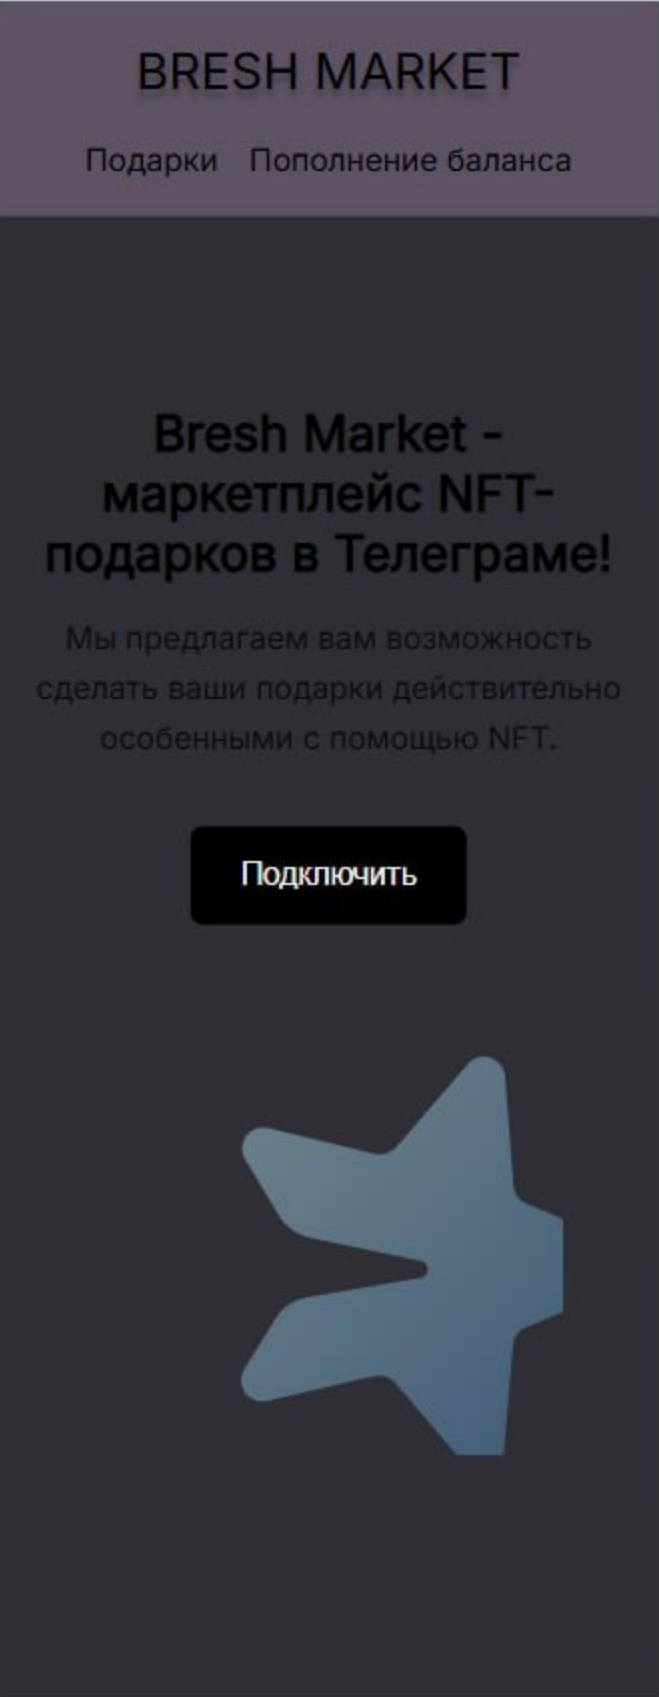 BRESH MARKET
Подарки Пополнение баланса
Bresh Market -
маркетплейс NFT-
подарков в Телеграме!
Мы предлагаем вам возможность
сделать ваши подарки действительно
особенными с помощью NFT.
Подключить